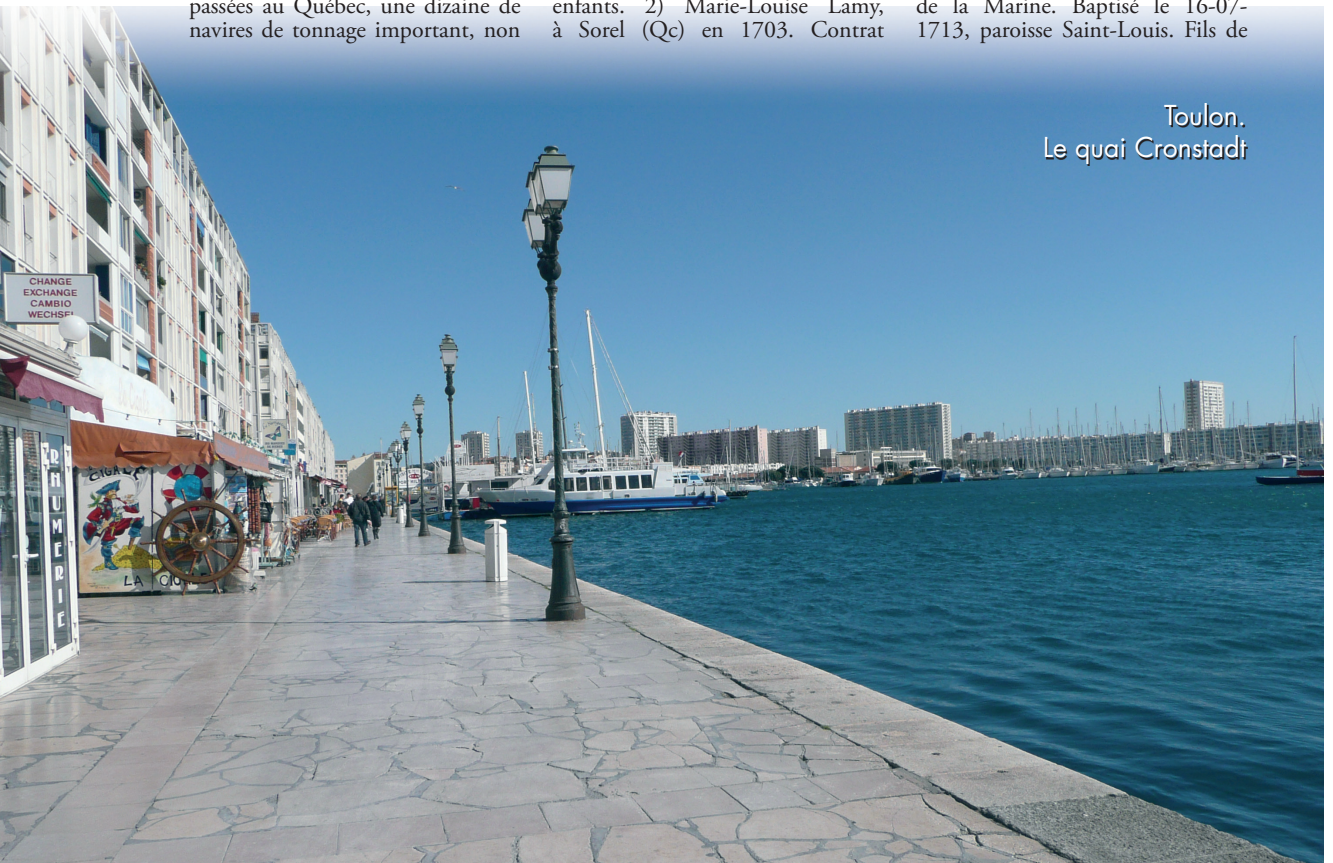 passées au Québec, une dizaine de
navires de tonnage important, non
enfants. 2) Marie-Louise Lamy,
à Sorel (Qc) en 1703. Contrat
de la Marine. Baptisé le 16-07-
1713, paroisse Saint-Louis. Fils de
Toulon.
Le quai Cronstadt
CHANGE
EXCHANGE
CAMBIO
WECHSEL
RHUMERIE
LA